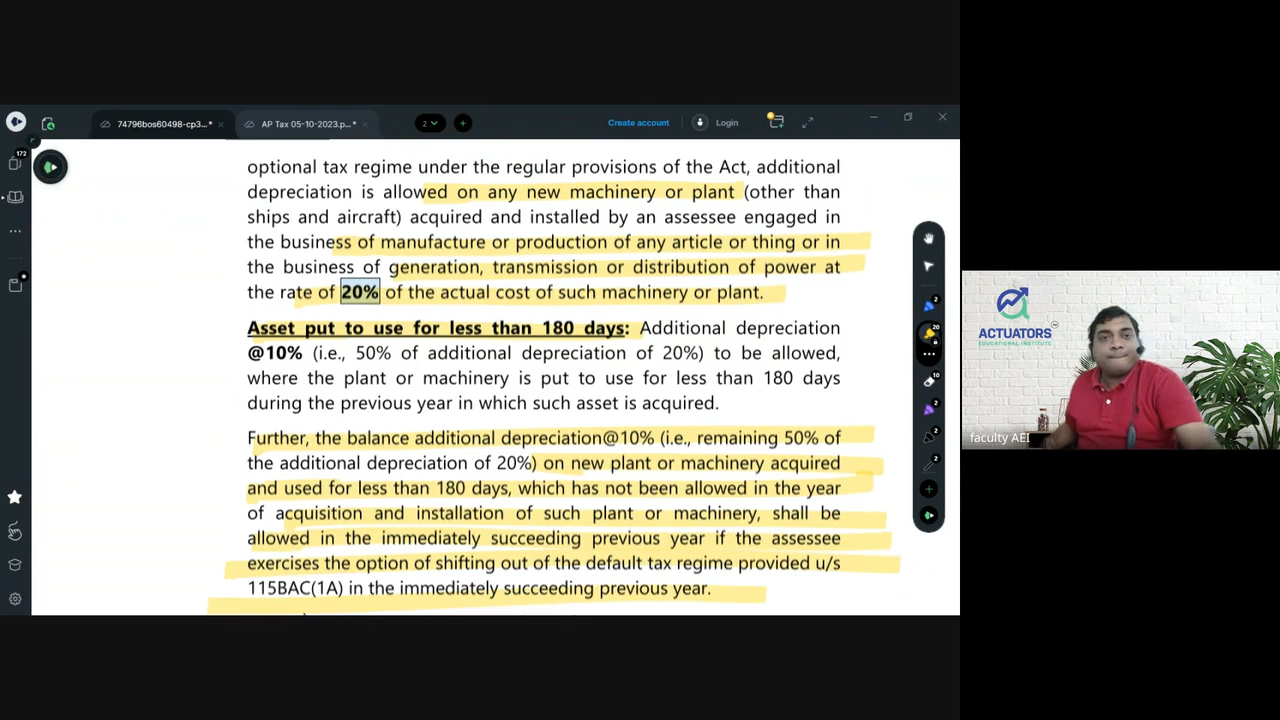 74796bos60498-cp3...*
AP Tax 05-10-2023.p...*
2
Create account
Login
172
optional tax regime under the regular provisions of the Act, additional
depreciation is allowed on any new machinery or plant (other than
ships and aircraft) acquired and installed by an assessee engaged in
the business of manufacture or production of any article or thing or in
the business of generation, transmission or distribution of power at
the rate of 20% of the actual cost of such machinery or plant.
Asset put to use for less than 180 days: Additional depreciation
@10% (i.e., 50% of additional depreciation of 20%) to be allowed,
where the plant or machinery is put to use for less than 180 days
during the previous year in which such asset is acquired.
Further, the balance additional depreciation@10% (i.e., remaining 50% of
the additional depreciation of 20%) on new plant or machinery acquired
and used for less than 180 days, which has not been allowed in the year
of acquisition and installation of such plant or machinery, shall be
allowed in the immediately succeeding previous year if the assessee
exercises the option of shifting out of the default tax regime provided u/s
115BAC(1A) in the immediately succeeding previous year.
2
20
10
2
2
2
ACTUATORS
EDUCATIONAL INSTITUTE
faculty AEI